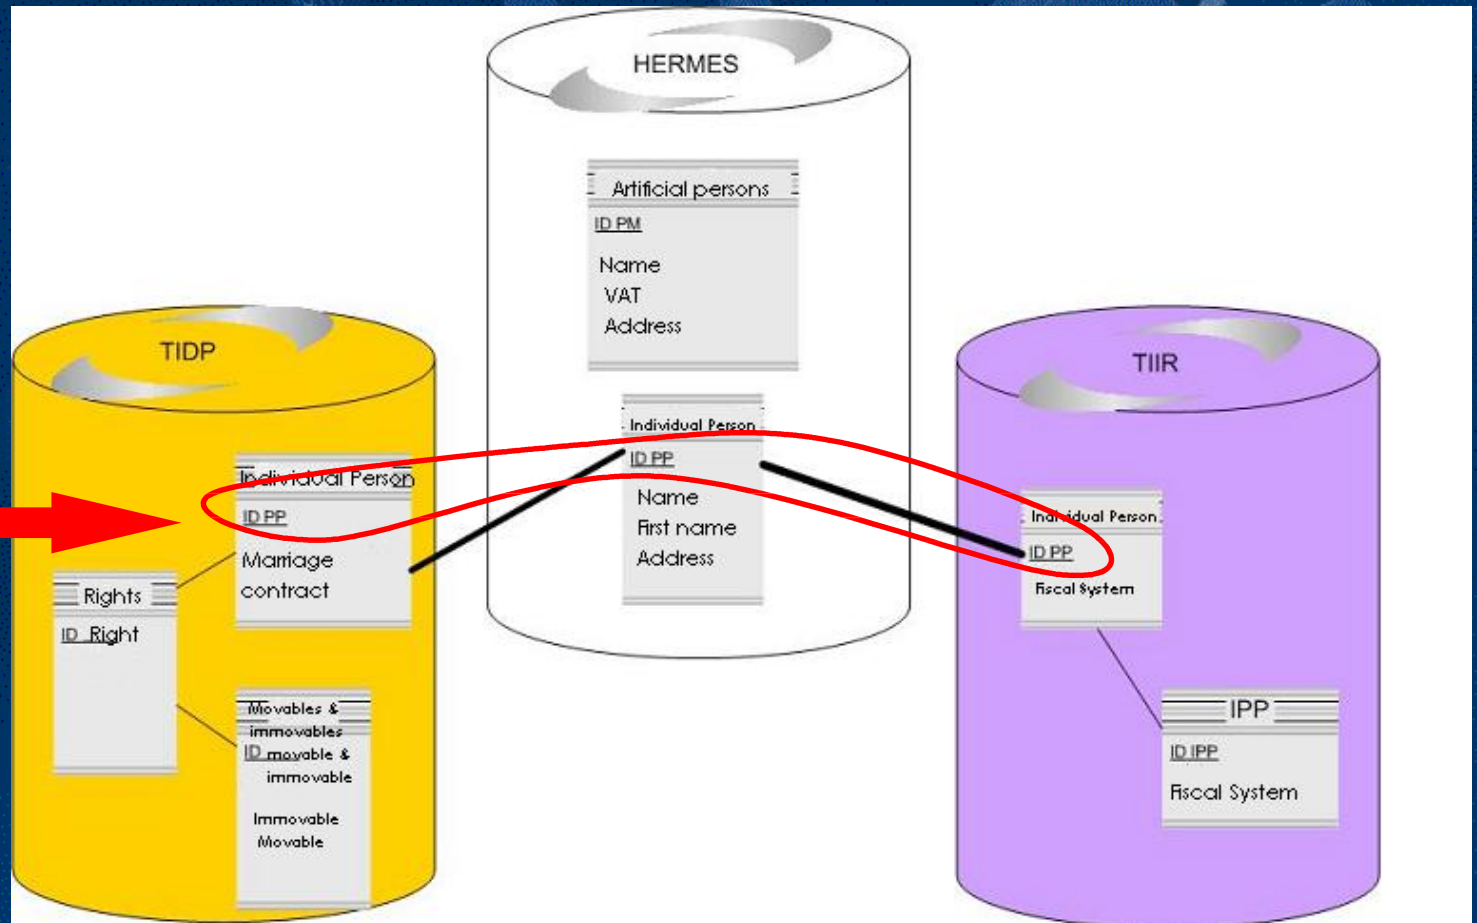 HERMES
Artificial persons
ID PM
Name
VAT
Address
Individual Person
ID PP
Name
First name
Address
TIDP
Individual Person
ID PP
Marriage
contract
Rights
ID Right
Movables &
immovables
ID movable &
immovable
Immovable
Movable
TIIR
Individual Person
ID PP
Fiscal System
IPP
ID IPP
Fiscal System